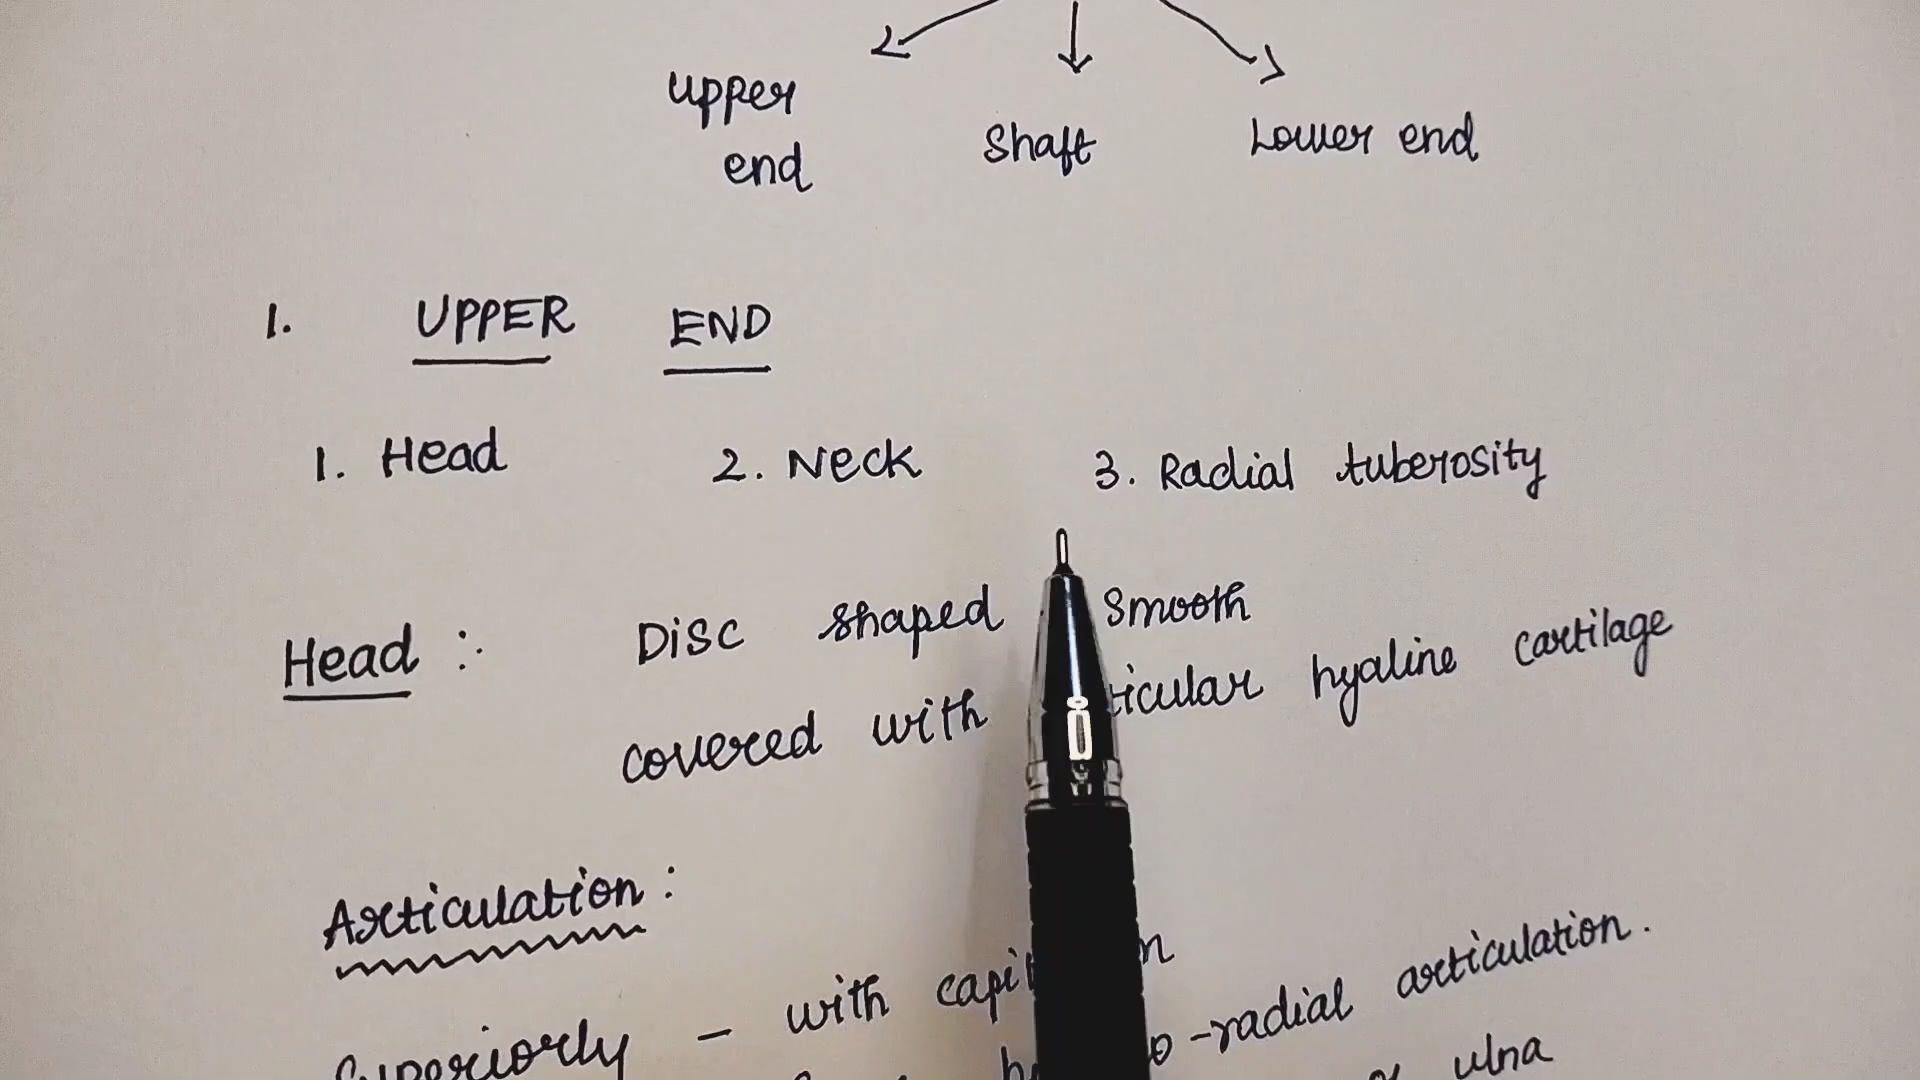 Upper end
Shaft
Lower end
1. UPPER END
1. Head 2. Neck 3. Radial tuberosity
Head : Disc shaped smooth
covered with hyaline cartilage
Articulation :
Superiorly - with
-radial articulation.
ulna